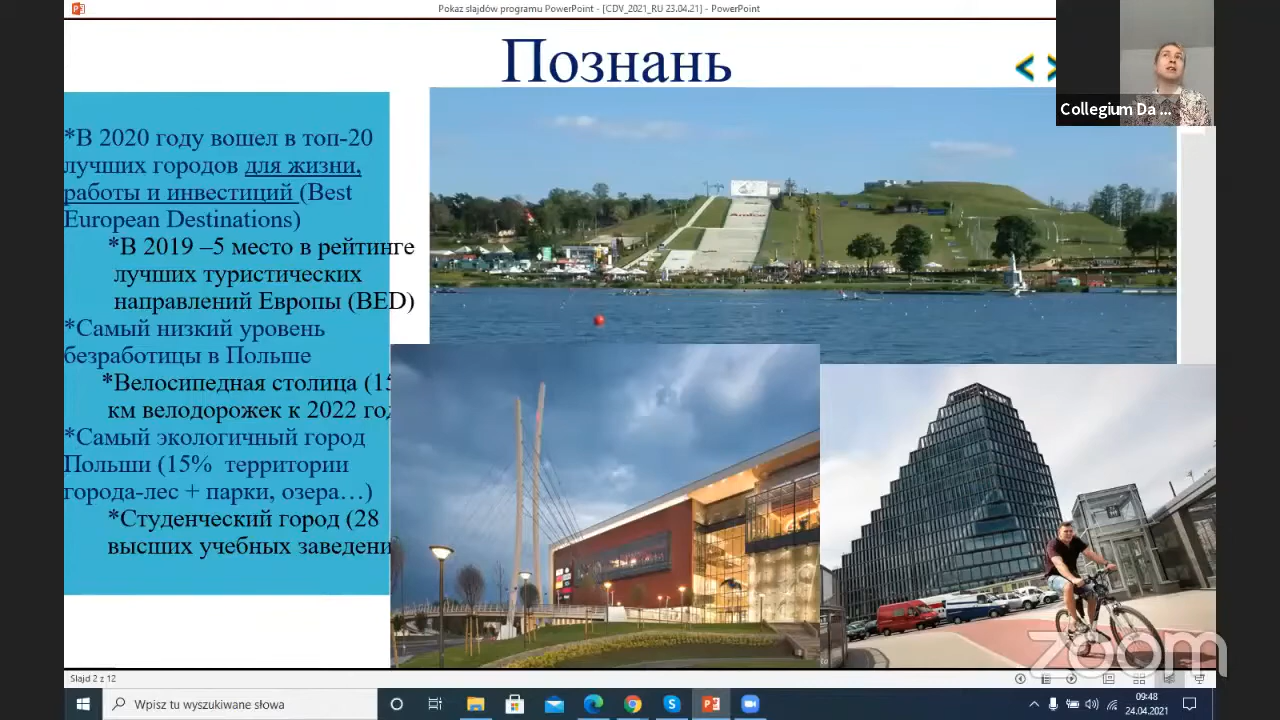 Pokaz slajdów programu PowerPoint - [CDV_2021_RU 23.04.21] - PowerPoint
Познань
Collegium Da ...
*В 2020 году вошел в топ-20
лучших городов для жизни,
работы и инвестиций (Best
European Destinations)
*В 2019 –5 место в рейтинге
лучших туристических
направлений Европы (BED)
*Самый низкий уровень
безработицы в Польше
*Велосипедная столица (15
км велодорожек к 2022 го
*Самый экологичный город
Польши (15% территории
города-лес + парки, озера…)
*Студенческий город (28
высших учебных заведени
zoom
Slajd 2 z 12
Wpisz tu wyszukiwane słowa
09:48
24.04.2021